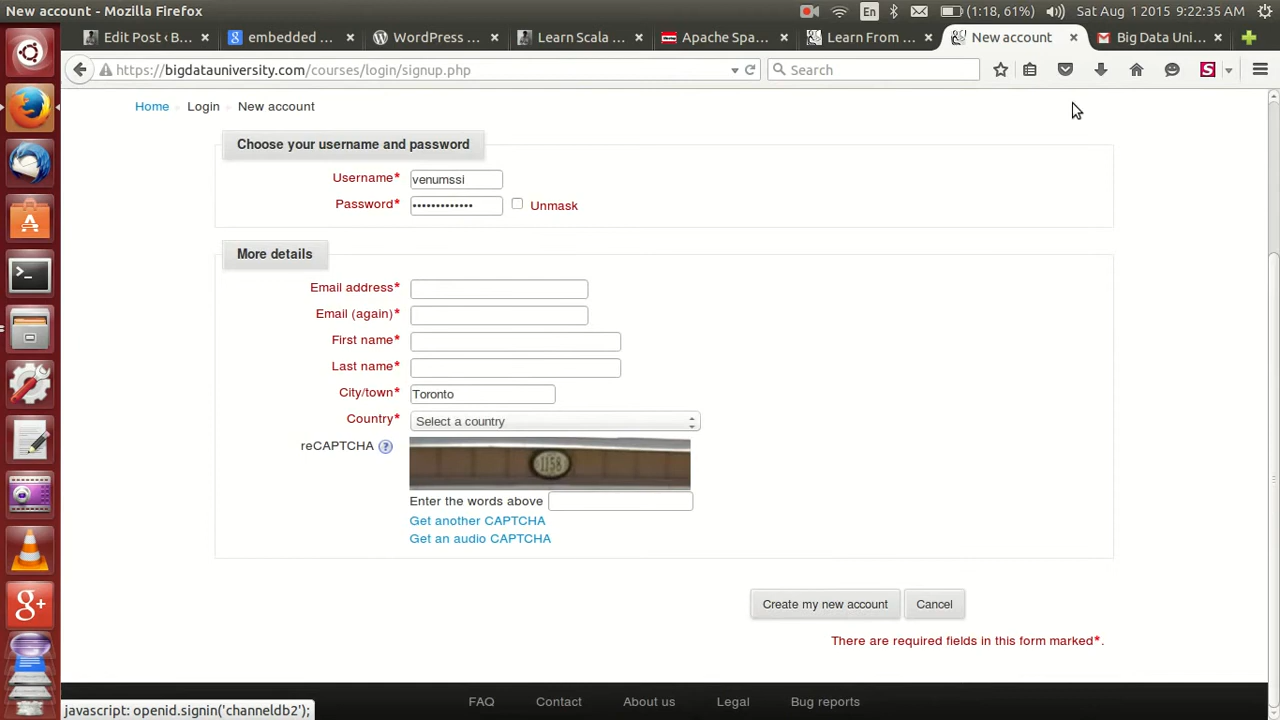 New account - Mozilla Firefox
En
(1:18, 61%)
Sat Aug 1 2015 9:22:35 AM
Edit Post ‹ B... ×
embedded ... ×
WordPress ... ×
Learn Scala ... ×
Apache Spa... ×
Learn From ... ×
New account ×
Big Data Uni... ×
https://bigdatauniversity.com/courses/login/signup.php
Search
S
Home
Login
New account
Choose your username and password
Username*
venumssi
Password*
•••••••••••••
Unmask
More details
Email address*
Email (again)*
First name*
Last name*
City/town*
Toronto
Country*
Select a country
reCAPTCHA ?
1158
Enter the words above
Get another CAPTCHA
Get an audio CAPTCHA
Create my new account
Cancel
There are required fields in this form marked*.
FAQ
Contact
About us
Legal
Bug reports
javascript: openid.signin('channeldb2');